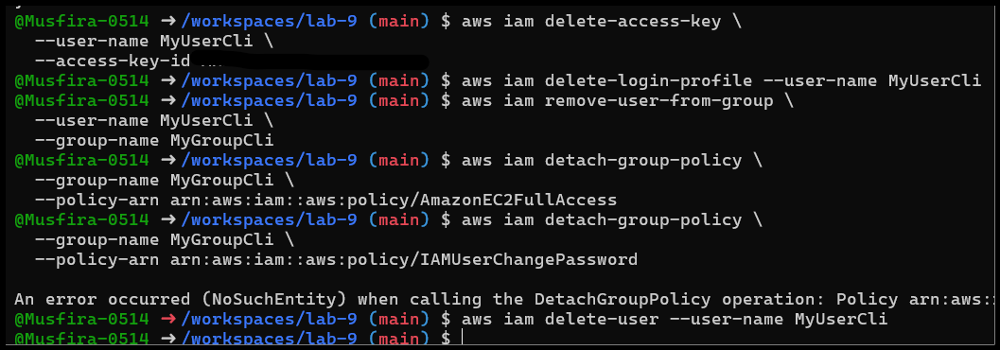 @Musfira-0514 ➜ /workspaces/lab-9 (main) $ aws iam delete-access-key \
--user-name MyUserCli \
--access-key-id
@Musfira-0514 ➜ /workspaces/lab-9 (main) $ aws iam delete-login-profile --user-name MyUserCli
@Musfira-0514 ➜ /workspaces/lab-9 (main) $ aws iam remove-user-from-group \
--user-name MyUserCli \
--group-name MyGroupCli
@Musfira-0514 ➜ /workspaces/lab-9 (main) $ aws iam detach-group-policy \
--group-name MyGroupCli \
--policy-arn arn:aws:iam::aws:policy/AmazonEC2FullAccess
@Musfira-0514 ➜ /workspaces/lab-9 (main) $ aws iam detach-group-policy \
--group-name MyGroupCli \
--policy-arn arn:aws:iam::aws:policy/IAMUserChangePassword
An error occurred (NoSuchEntity) when calling the DetachGroupPolicy operation: Policy arn:aws::
@Musfira-0514 ➜ /workspaces/lab-9 (main) $ aws iam delete-user --user-name MyUserCli
@Musfira-0514 ➜ /workspaces/lab-9 (main) $